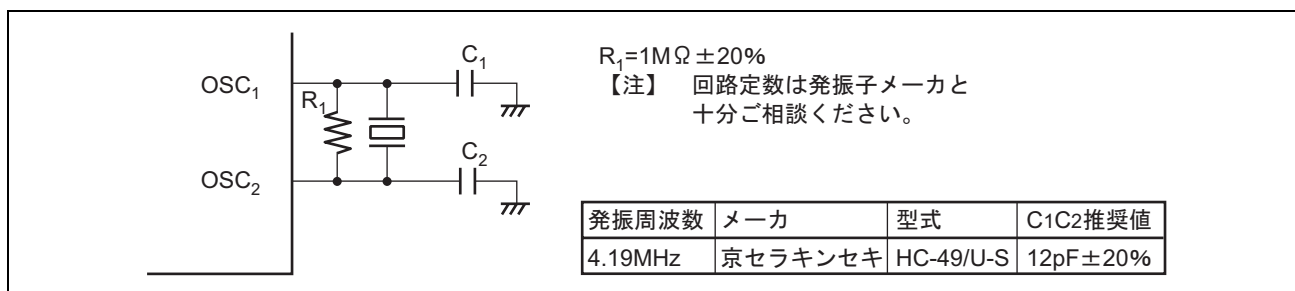 OSC1
R1
C1
OSC2
C2
R1=1MΩ±20%
【注】 回路定数は発振子メーカと
十分ご相談ください。
発振周波数 メーカ 型式 C1C2推奨値
4.19MHz 京セラキンセキ HC-49/U-S 12pF±20%